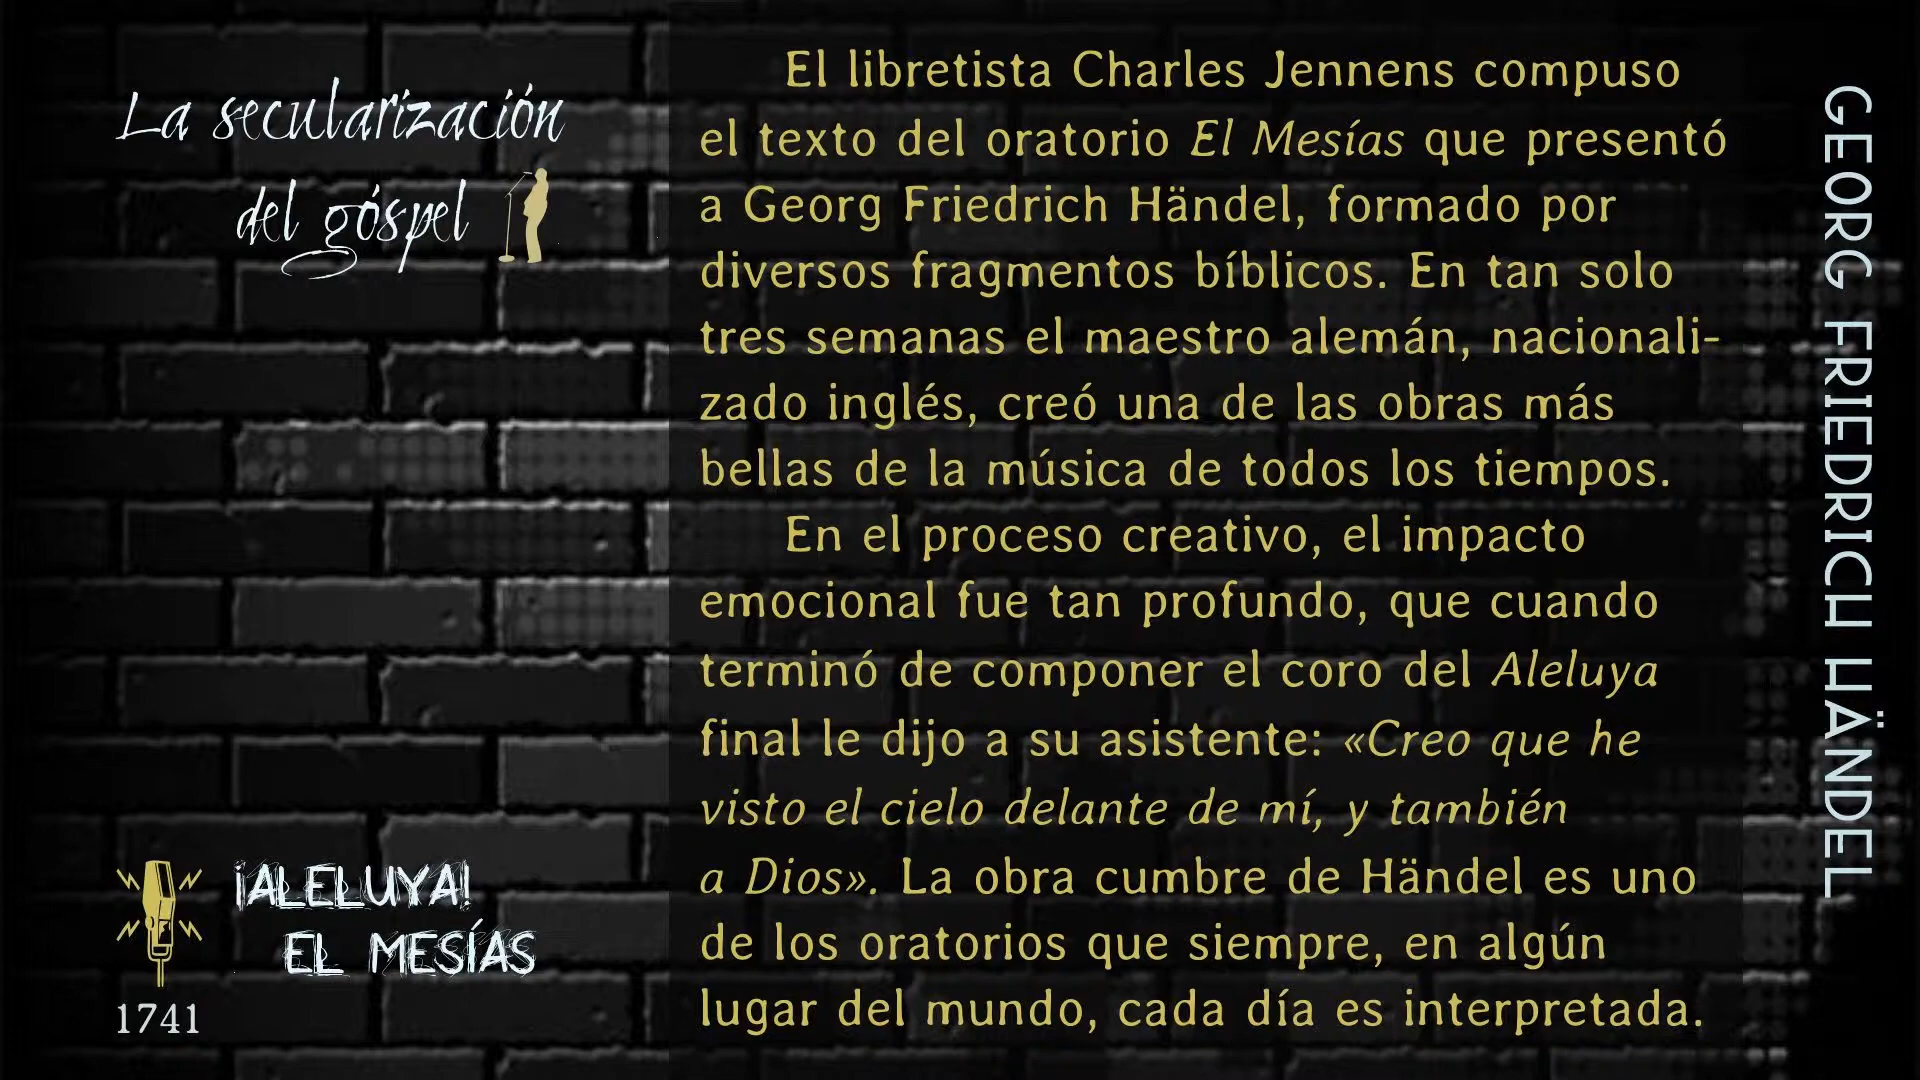 La secularización
del góspel
El libretista Charles Jennens compuso
el texto del oratorio El Mesías que presentó
a Georg Friedrich Händel, formado por
diversos fragmentos bíblicos. En tan solo
tres semanas el maestro alemán, nacionali-
zado inglés, creó una de las obras más
bellas de la música de todos los tiempos.
En el proceso creativo, el impacto
emocional fue tan profundo, que cuando
terminó de componer el coro del Aleluya
final le dijo a su asistente: «Creo que he
visto el cielo delante de mí, y también
a Dios». La obra cumbre de Händel es uno
de los oratorios que siempre, en algún
lugar del mundo, cada día es interpretada.
¡ALELUYA!
EL MESÍAS
1741
GEORG FRIEDRICH HÄNDEL